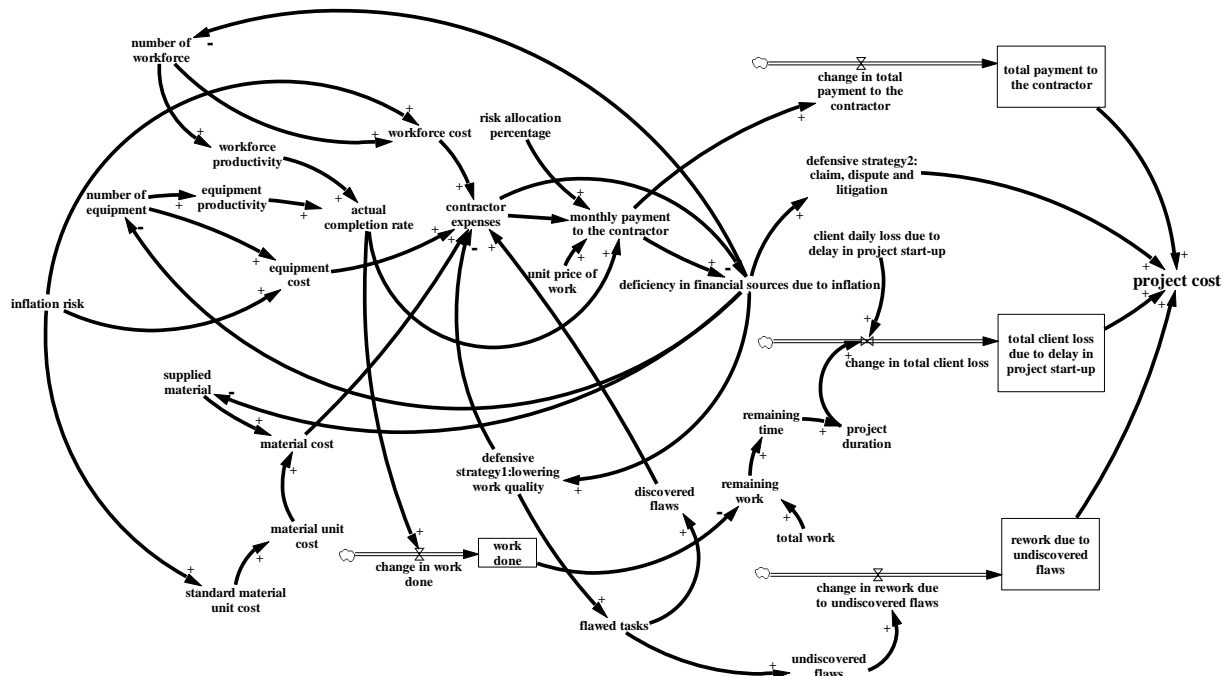 number of
workforce
workforce
productivity
workforce cost
risk allocation
percentage
change in total
payment to the
contractor
total payment to
the contractor
number of
equipment
equipment
productivity
actual
completion rate
contractor
expenses
monthly payment
to the contractor
defensive strategy2:
claim, dispute and
litigation
client daily loss due to
delay in project start-up
equipment
cost
unit price of
work
deficiency in financial sources due to inflation
project cost
inflation risk
total client loss
due to delay in
project start-up
change in total client loss
supplied
material
material cost
remaining
time
project
duration
defensive
strategy1:lowering
work quality
discovered
flaws
remaining
work
total work
material unit
cost
standard material
unit cost
change in work
done
work
done
rework due to
undiscovered
flaws
change in rework due
to undiscovered flaws
flawed tasks
undiscovered
flaws